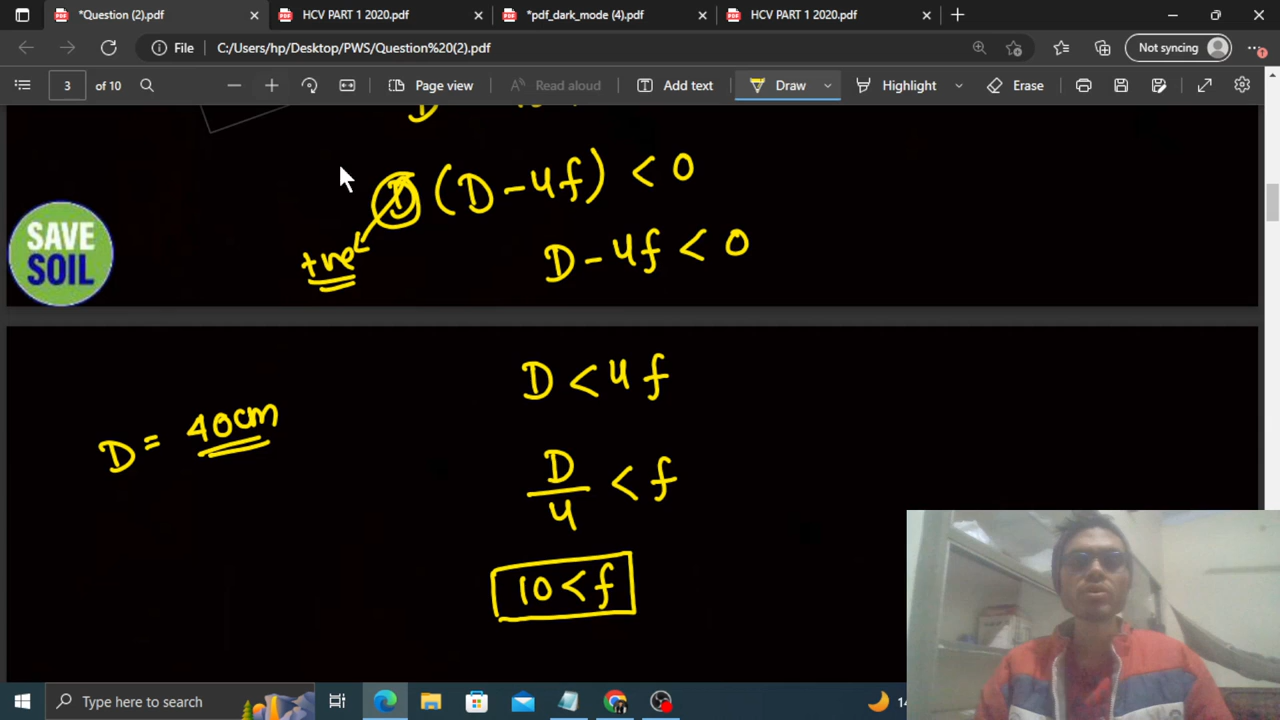 *Question (2).pdf
HCV PART 1 2020.pdf
*pdf_dark_mode (4).pdf
HCV PART 1 2020.pdf
File C:/Users/hp/Desktop/PWS/Question%20(2).pdf
Not syncing
3 of 10
Page view
Read aloud
Add text
Draw
Highlight
Erase
D
D (D-4f) < 0
+ve
D-4f < 0
SAVE
SOIL
D < 4f
D = 40cm
D/4 < f
10 < f
Type here to search